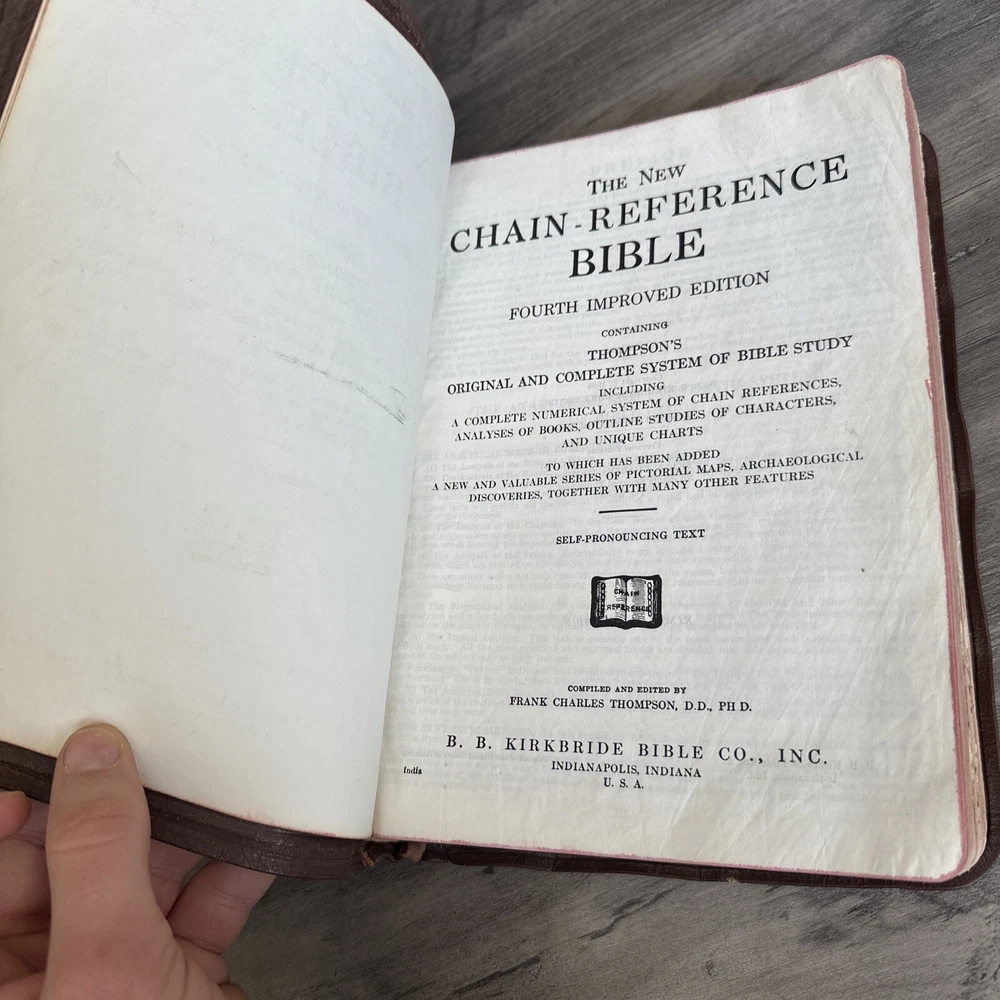 THE NEW
CHAIN-REFERENCE
BIBLE
FOURTH IMPROVED EDITION
CONTAINING
THOMPSON'S
ORIGINAL AND COMPLETE SYSTEM OF BIBLE STUDY
INCLUDING
A COMPLETE NUMERICAL SYSTEM OF CHAIN REFERENCES,
ANALYSES OF BOOKS, OUTLINE STUDIES OF CHARACTERS,
AND UNIQUE CHARTS
TO WHICH HAS BEEN ADDED
A NEW AND VALUABLE SERIES OF PICTORIAL MAPS, ARCHAEOLOGICAL
DISCOVERIES, TOGETHER WITH MANY OTHER FEATURES
SELF-PRONOUNCING TEXT
CHAIN
REFERENCE
COMPILED AND EDITED BY
FRANK CHARLES THOMPSON, D.D., PH D.
B. B. KIRKBRIDE BIBLE CO., INC.
INDIANAPOLIS, INDIANA
India
U. S. A.